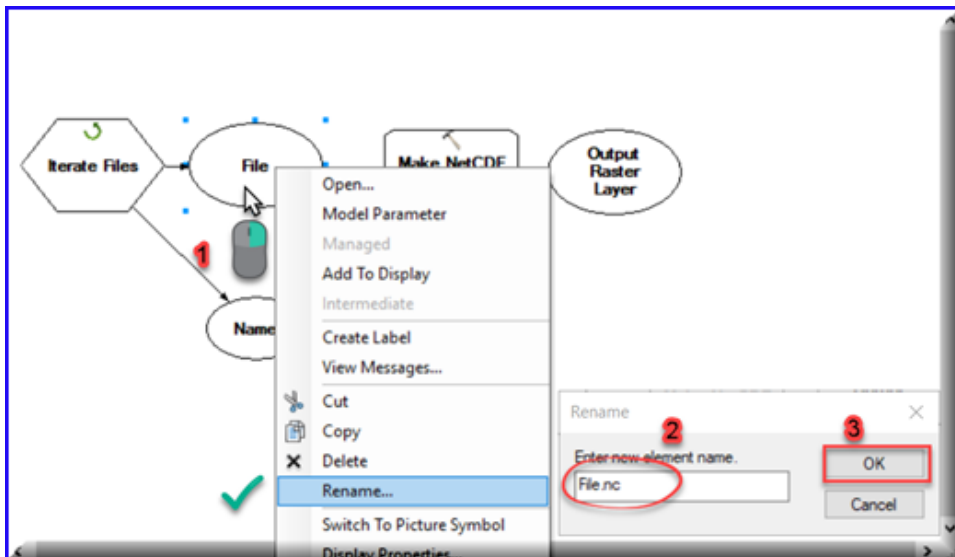 Iterate Files
File
Make NetCDF
Output
Raster
Layer
Name
1
Open...
Model Parameter
Managed
Add To Display
Intermediate
Create Label
View Messages...
Cut
Copy
Delete
Rename...
Switch To Picture Symbol
Display Properties...
Rename
2
3
Enter new element name.
File.nc
OK
Cancel